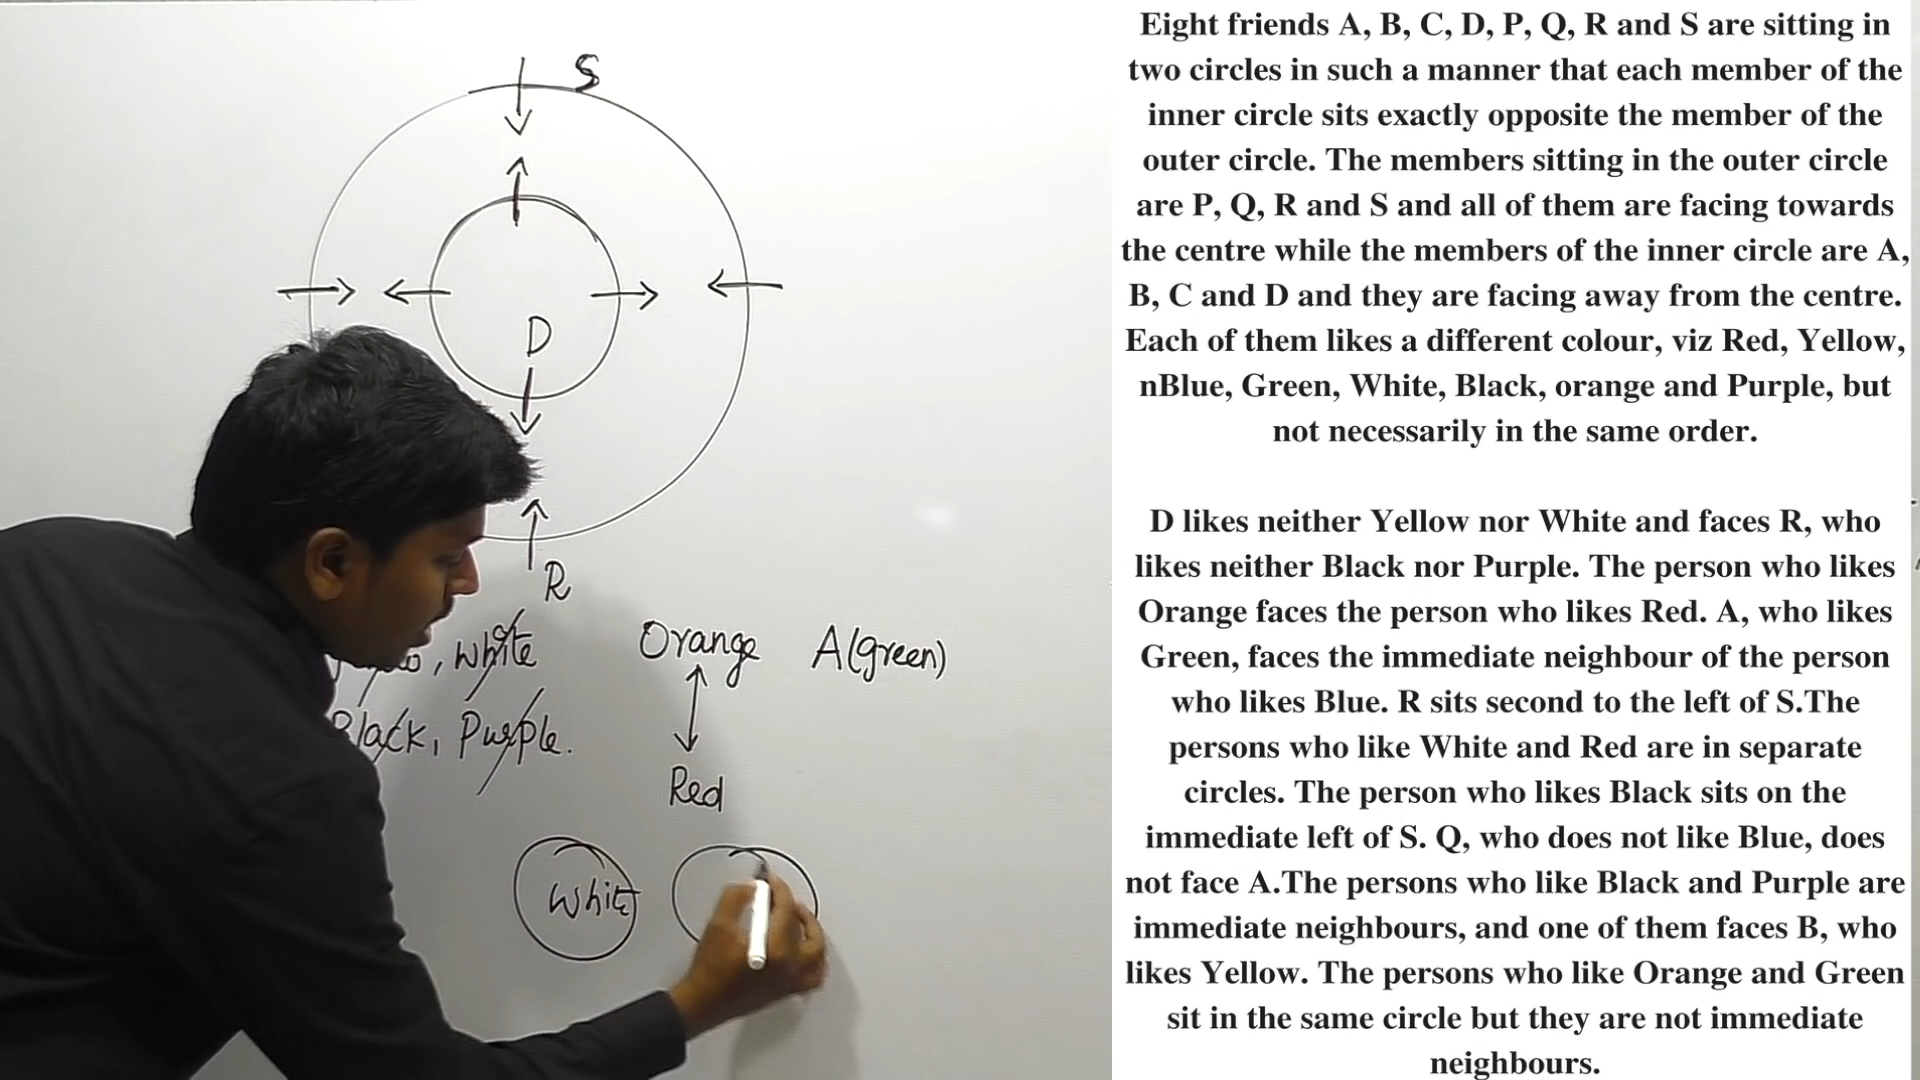 S
D
R
, White
Black, Purple.
Orange
A(green)
Red
White
Eight friends A, B, C, D, P, Q, R and S are sitting in
two circles in such a manner that each member of the
inner circle sits exactly opposite the member of the
outer circle. The members sitting in the outer circle
are P, Q, R and S and all of them are facing towards
the centre while the members of the inner circle are A,
B, C and D and they are facing away from the centre.
Each of them likes a different colour, viz Red, Yellow,
nBlue, Green, White, Black, orange and Purple, but
not necessarily in the same order.
D likes neither Yellow nor White and faces R, who
likes neither Black nor Purple. The person who likes
Orange faces the person who likes Red. A, who likes
Green, faces the immediate neighbour of the person
who likes Blue. R sits second to the left of S.The
persons who like White and Red are in separate
circles. The person who likes Black sits on the
immediate left of S. Q, who does not like Blue, does
not face A.The persons who like Black and Purple are
immediate neighbours, and one of them faces B, who
likes Yellow. The persons who like Orange and Green
sit in the same circle but they are not immediate
neighbours.